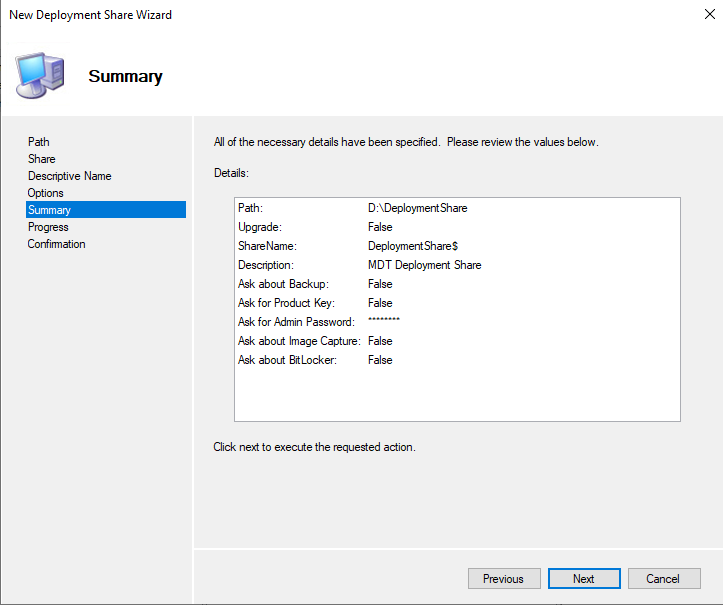 New Deployment Share Wizard
Summary
Path
Share
Descriptive Name
Options
Summary
Progress
Confirmation
All of the necessary details have been specified.  Please review the values below.
Details:
Path: D:\DeploymentShare
Upgrade: False
ShareName: DeploymentShare$
Description: MDT Deployment Share
Ask about Backup: False
Ask for Product Key: False
Ask for Admin Password: ********
Ask about Image Capture: False
Ask about BitLocker: False
Click next to execute the requested action.
Previous Next Cancel